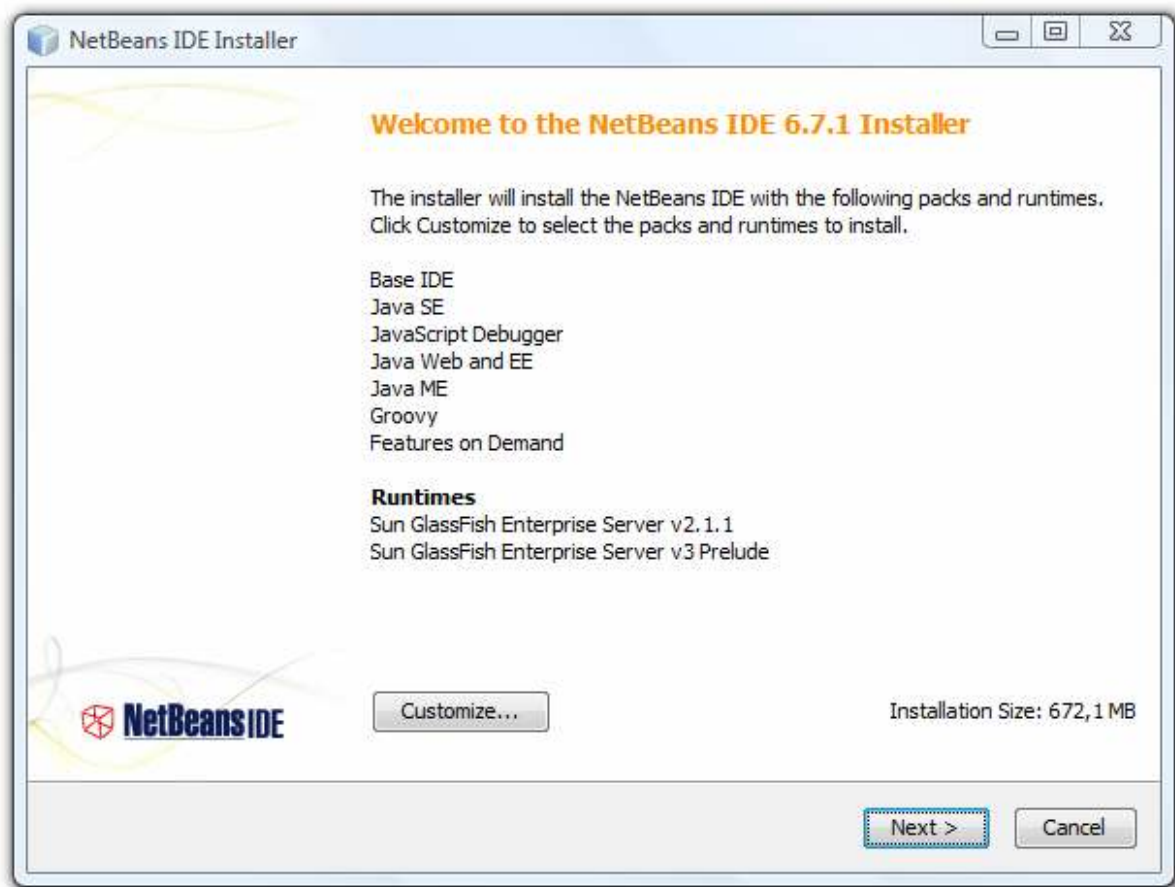 NetBeans IDE Installer
Welcome to the NetBeans IDE 6.7.1 Installer
The installer will install the NetBeans IDE with the following packs and runtimes.
Click Customize to select the packs and runtimes to install.
Base IDE
Java SE
JavaScript Debugger
Java Web and EE
Java ME
Groovy
Features on Demand
Runtimes
Sun GlassFish Enterprise Server v2.1.1
Sun GlassFish Enterprise Server v3 Prelude
NetBeans IDE
Customize...
Installation Size: 672,1 MB
Next >
Cancel